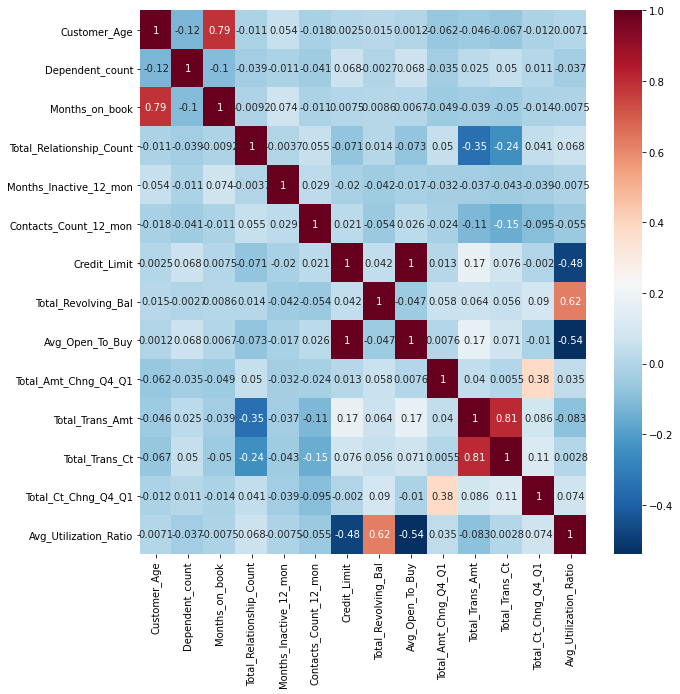 Customer_Age 1 -0.12 0.79 -0.011 0.054 -0.018 0.0025 0.015 0.0012 -0.062 -0.046 -0.067 -0.012 0.0071
Dependent_count -0.12 1 -0.1 -0.039 -0.011 -0.041 0.068 -0.0027 0.068 -0.035 0.025 0.05 0.011 -0.037
Months_on_book 0.79 -0.1 1 -0.0092 0.074 -0.011 0.0075 0.0086 0.0067 -0.049 -0.039 -0.05 -0.014 -0.0075
Total_Relationship_Count -0.011 -0.039 -0.0092 1 -0.0037 0.055 -0.071 0.014 -0.073 0.05 -0.35 -0.24 0.041 0.068
Months_Inactive_12_mon 0.054 -0.011 0.074 -0.0037 1 0.029 -0.02 -0.042 -0.017 -0.032 -0.037 -0.043 -0.039 -0.0075
Contacts_Count_12_mon -0.018 -0.041 -0.011 0.055 0.029 1 0.021 -0.054 0.026 -0.024 -0.11 -0.15 -0.095 -0.055
Credit_Limit 0.0025 0.068 0.0075 -0.071 -0.02 0.021 1 0.042 1 0.013 0.17 0.076 -0.002 -0.48
Total_Revolving_Bal 0.015 -0.0027 0.0086 0.014 -0.042 -0.054 0.042 1 -0.047 0.058 0.064 0.056 0.09 0.62
Avg_Open_To_Buy 0.0012 0.068 0.0067 -0.073 -0.017 0.026 1 -0.047 1 0.0076 0.17 0.071 -0.01 -0.54
Total_Amt_Chng_Q4_Q1 -0.062 -0.035 -0.049 0.05 -0.032 -0.024 0.013 0.058 0.0076 1 0.04 0.0055 0.38 0.035
Total_Trans_Amt -0.046 0.025 -0.039 -0.35 -0.037 -0.11 0.17 0.064 0.17 0.04 1 0.81 0.086 -0.083
Total_Trans_Ct -0.067 0.05 -0.05 -0.24 -0.043 -0.15 0.076 0.056 0.071 0.0055 0.81 1 0.11 0.0028
Total_Ct_Chng_Q4_Q1 -0.012 0.011 -0.014 0.041 -0.039 -0.095 -0.002 0.09 -0.01 0.38 0.086 0.11 1 0.074
Avg_Utilization_Ratio 0.0071 -0.037 -0.0075 0.068 -0.0075 -0.055 -0.48 0.62 -0.54 0.035 -0.083 0.0028 0.074 1
Customer_Age
Dependent_count
Months_on_book
Total_Relationship_Count
Months_Inactive_12_mon
Contacts_Count_12_mon
Credit_Limit
Total_Revolving_Bal
Avg_Open_To_Buy
Total_Amt_Chng_Q4_Q1
Total_Trans_Amt
Total_Trans_Ct
Total_Ct_Chng_Q4_Q1
Avg_Utilization_Ratio
1.0
0.8
0.6
0.4
0.2
0.0
−0.2
−0.4